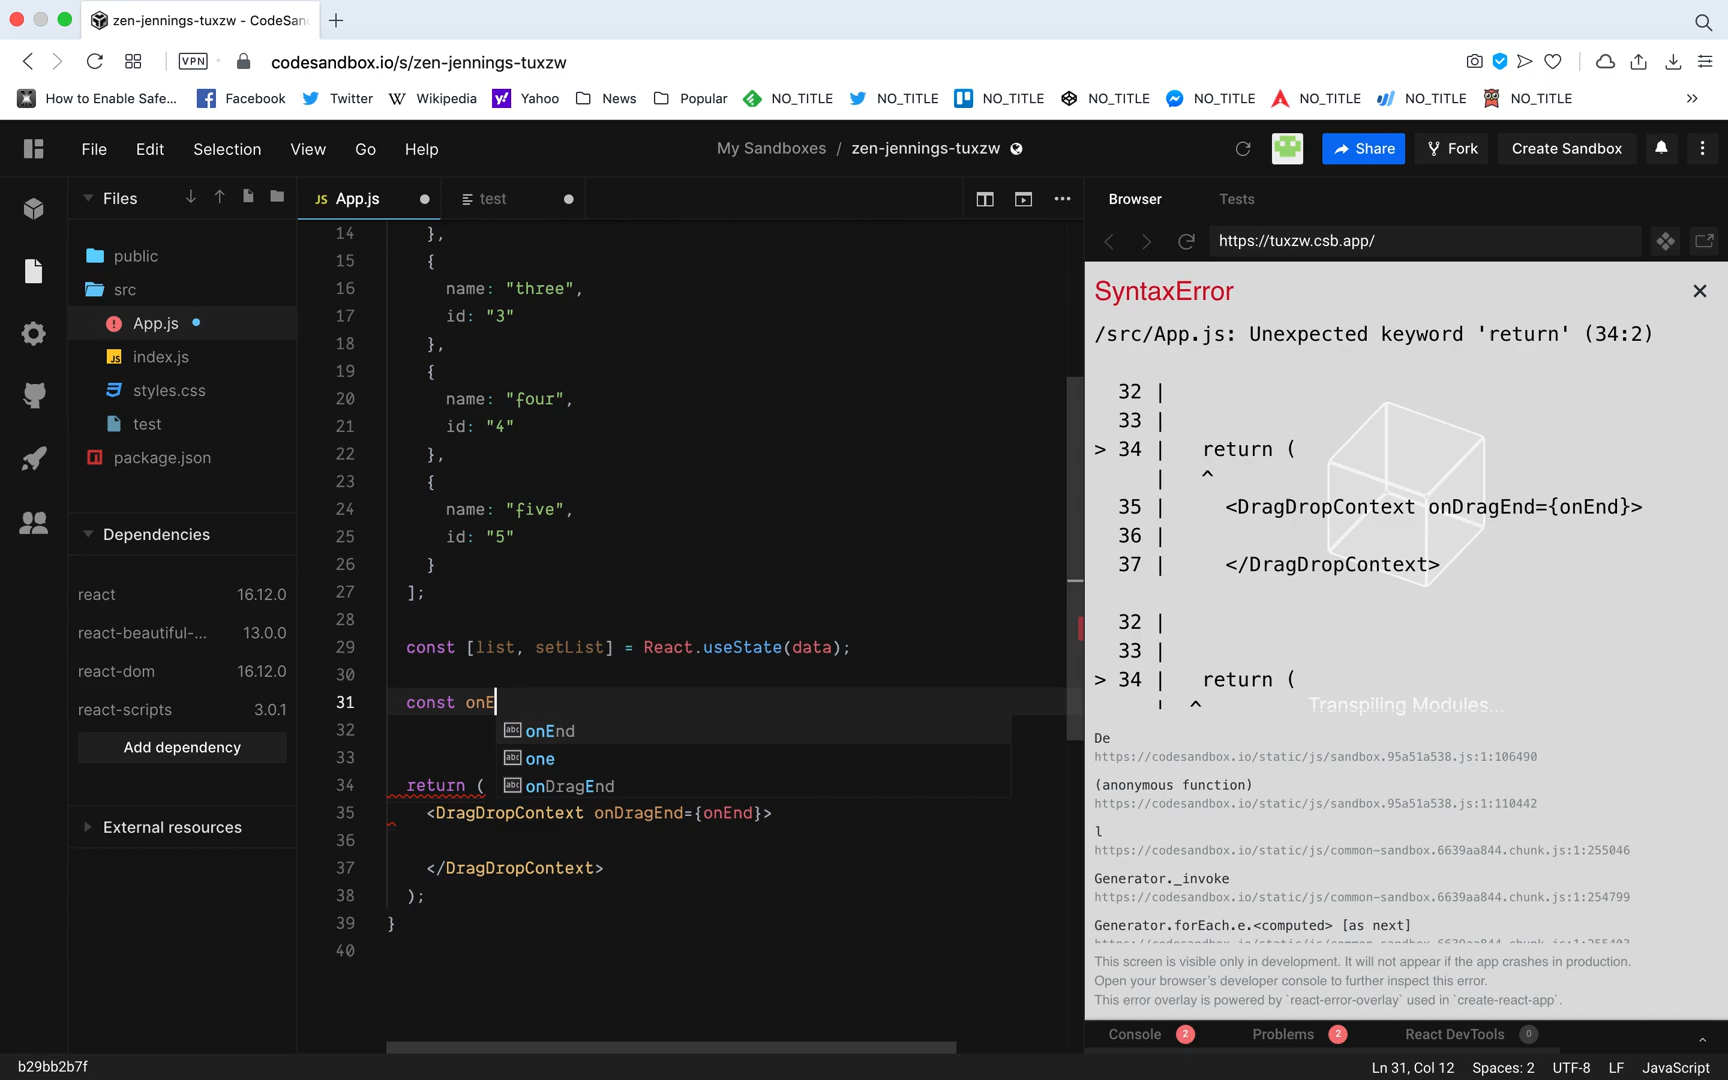 zen-jennings-tuxzw - CodeSan
VPN
codesandbox.io/s/zen-jennings-tuxzw
How to Enable Safe...
Facebook
Twitter
Wikipedia
Yahoo
News
Popular
NO_TITLE
NO_TITLE
NO_TITLE
NO_TITLE
NO_TITLE
NO_TITLE
NO_TITLE
NO_TITLE
File Edit Selection View Go Help
My Sandboxes / zen-jennings-tuxzw
Share
Fork
Create Sandbox
Files
public
src
App.js
index.js
styles.css
test
package.json
Dependencies
react 16.12.0
react-beautiful-... 13.0.0
react-dom 16.12.0
react-scripts 3.0.1
Add dependency
External resources
JS App.js
test
14 },
15 {
16 name: "three",
17 id: "3"
18 },
19 {
20 name: "four",
21 id: "4"
22 },
23 {
24 name: "five",
25 id: "5"
26 }
27 ];
28
29 const [list, setList] = React.useState(data);
30
31 const onE
32
33
34 return (
35 <DragDropContext onDragEnd={onEnd}>
36
37 </DragDropContext>
38 );
39 }
40
abc onEnd
abc one
abc onDragEnd
Browser
Tests
https://tuxzw.csb.app/
SyntaxError
/src/App.js: Unexpected keyword 'return' (34:2)
32 |
33 |
> 34 | return (
| ^
35 | <DragDropContext onDragEnd={onEnd}>
36 |
37 | </DragDropContext>
32 |
33 |
> 34 | return (
| ^
Transpiling Modules...
De
https://codesandbox.io/static/js/sandbox.95a51a538.js:1:106490
(anonymous function)
https://codesandbox.io/static/js/sandbox.95a51a538.js:1:110442
l
https://codesandbox.io/static/js/common-sandbox.6639aa844.chunk.js:1:255046
Generator._invoke
https://codesandbox.io/static/js/common-sandbox.6639aa844.chunk.js:1:254799
Generator.forEach.e.<computed> [as next]
This screen is visible only in development. It will not appear if the app crashes in production.
Open your browser's developer console to further inspect this error.
This error overlay is powered by `react-error-overlay` used in `create-react-app`.
Console 2
Problems 2
React DevTools 0
b29bb2b7f
Ln 31, Col 12 Spaces: 2 UTF-8 LF JavaScript